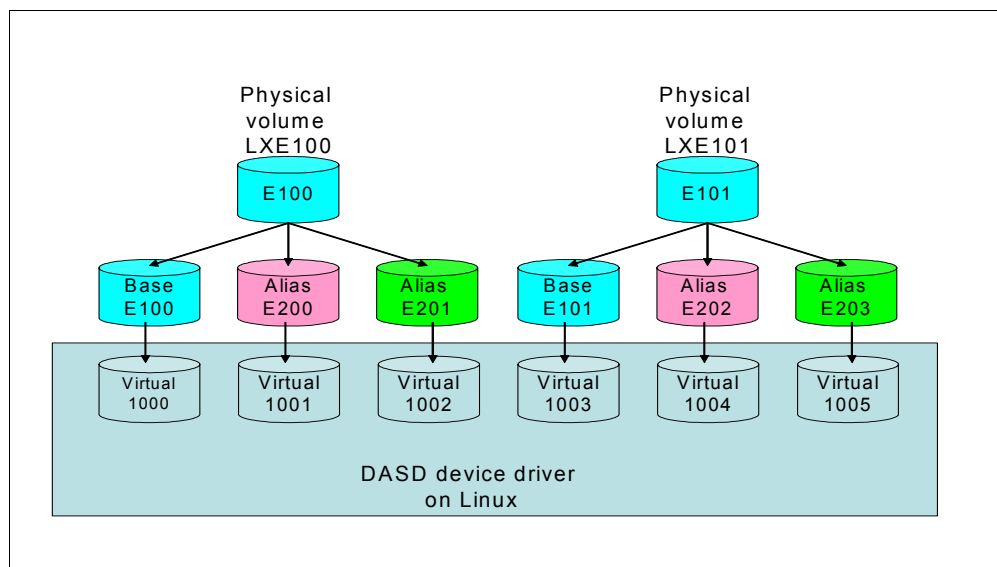 Physical
volume
LXE100
Physical
volume
LXE101
E100
E101
Base
E100
Alias
E200
Alias
E201
Base
E101
Alias
E202
Alias
E203
Virtual
1000
Virtual
1001
Virtual
1002
Virtual
1003
Virtual
1004
Virtual
1005
DASD device driver
on Linux